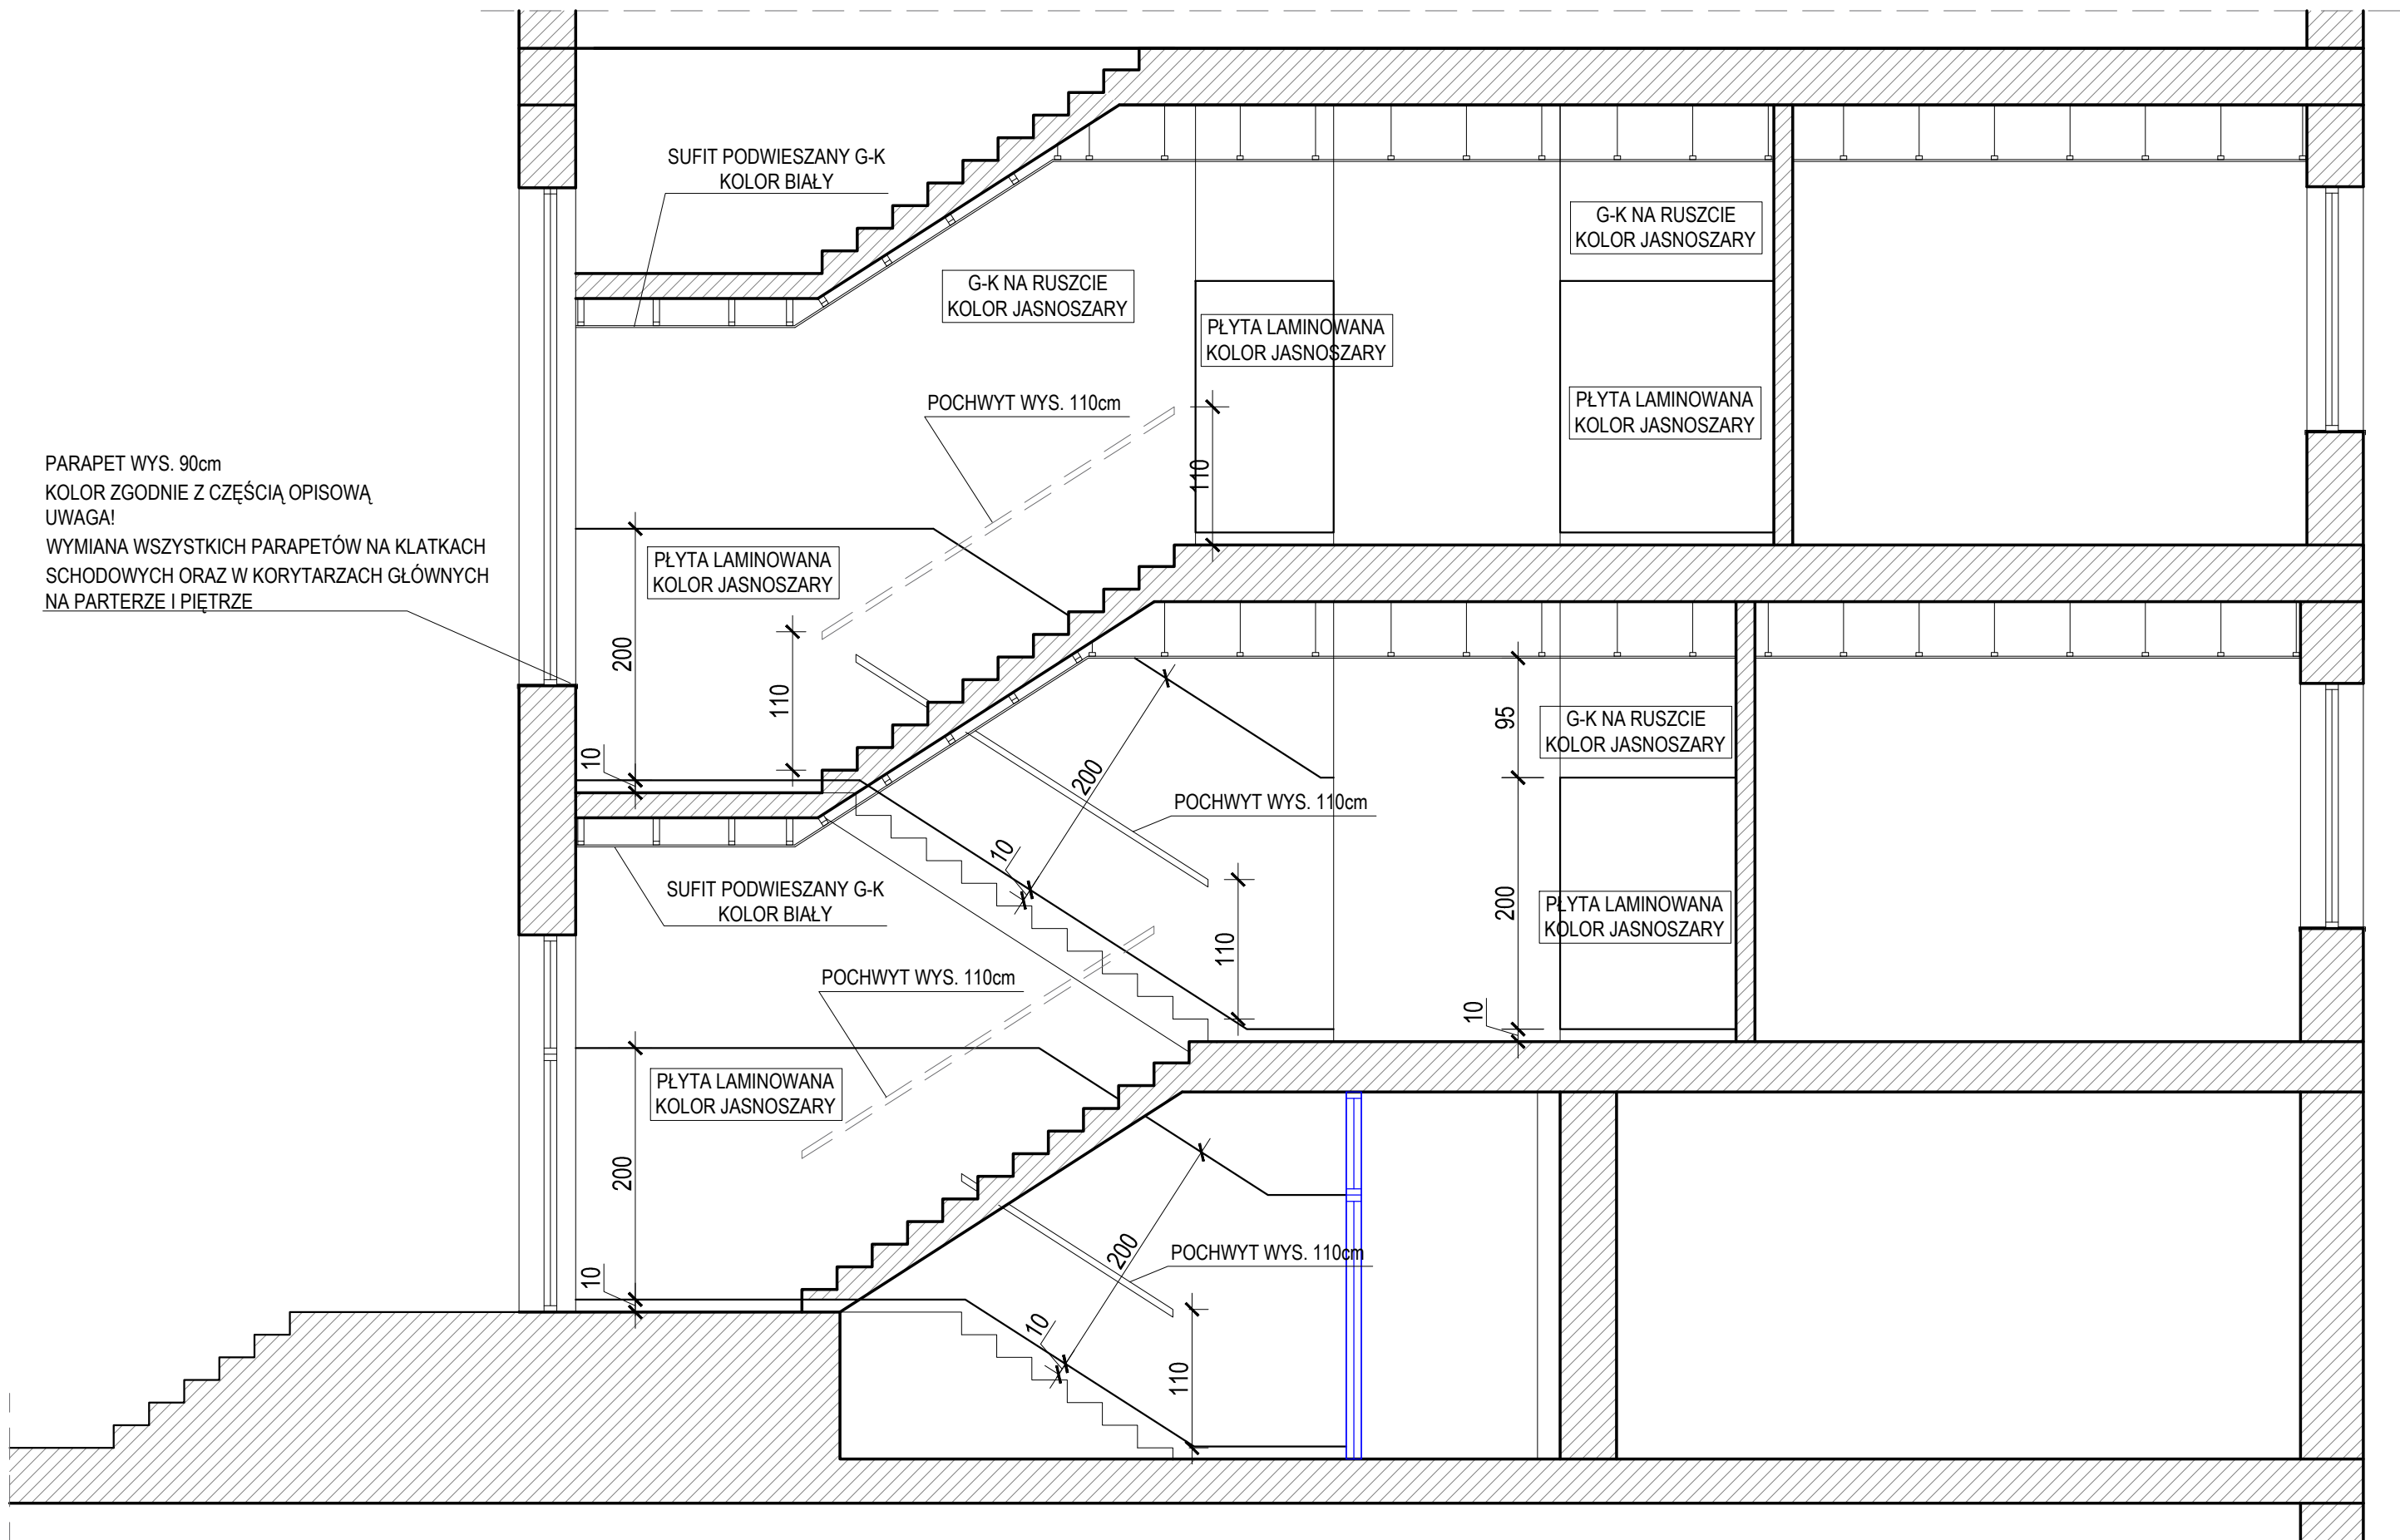 SUFIT PODWIESZANY G-K
KOLOR BIAŁY
G-K NA RUSZCIE
KOLOR JASNOSZARY
G-K NA RUSZCIE
KOLOR JASNOSZARY
PŁYTA LAMINOWANA
KOLOR JASNOSZARY
PŁYTA LAMINOWANA
KOLOR JASNOSZARY
POCHWYT WYS. 110cm
110
PARAPET WYS. 90cm
KOLOR ZGODNIE Z CZĘŚCIĄ OPISOWĄ
UWAGA!
WYMIANA WSZYSTKICH PARAPETÓW NA KLATKACH
SCHODOWYCH ORAZ W KORYTARZACH GŁÓWNYCH
NA PARTERZE I PIĘTRZE
PŁYTA LAMINOWANA
KOLOR JASNOSZARY
200
110
10
95
G-K NA RUSZCIE
KOLOR JASNOSZARY
200
POCHWYT WYS. 110cm
10
SUFIT PODWIESZANY G-K
KOLOR BIAŁY
200
PŁYTA LAMINOWANA
KOLOR JASNOSZARY
110
POCHWYT WYS. 110cm
10
PŁYTA LAMINOWANA
KOLOR JASNOSZARY
200
10
200
POCHWYT WYS. 110cm
10
110